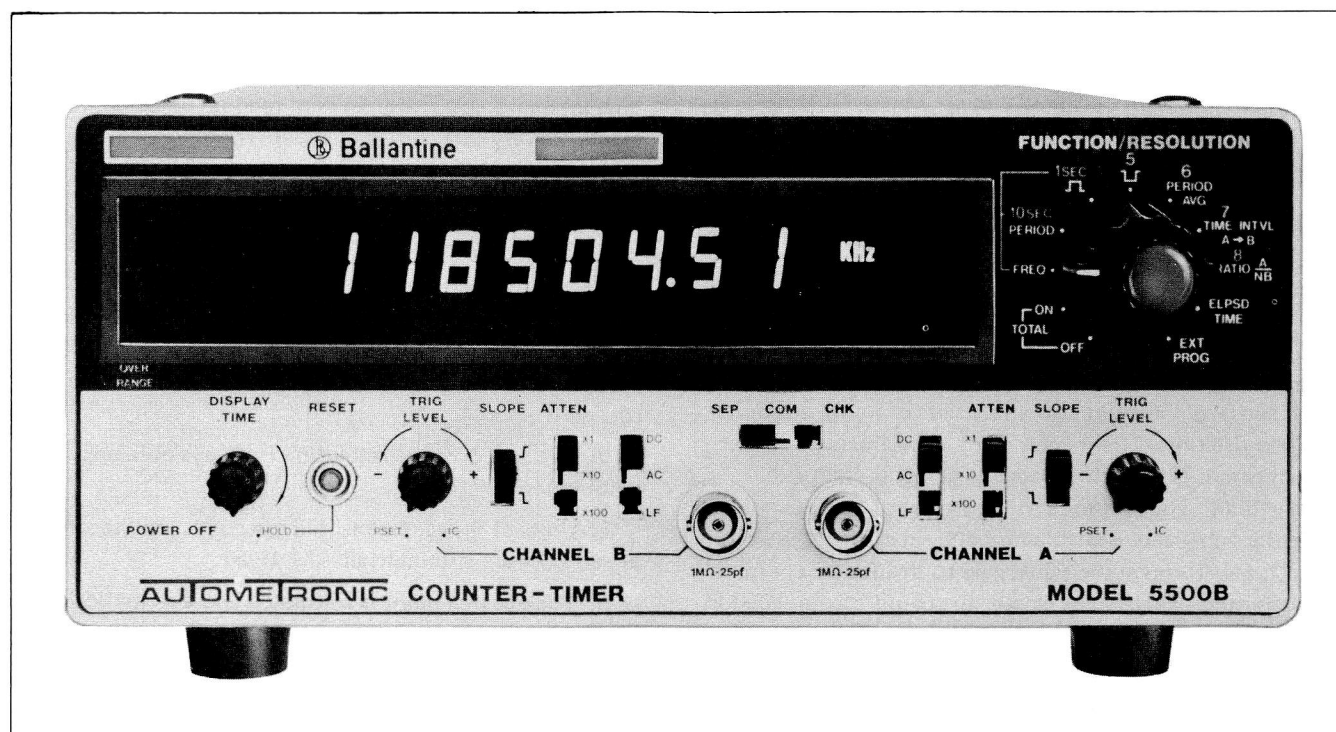 Ballantine
118504.51 KHz
OVER
RANGE
FUNCTION/RESOLUTION
1SEC
5
6
PERIOD
AVG
10SEC
PERIOD
7
TIME INTVL
A → B
FREQ
8
RATIO A/NB
ON
TOTAL
OFF
ELPSD
TIME
EXT
PROG
DISPLAY
TIME
RESET
TRIG
LEVEL
SLOPE
ATTEN
SEP
COM
CHK
ATTEN
SLOPE
TRIG
LEVEL
- +
x1
x10
x100
DC
AC
LF
DC
AC
LF
x1
x10
x100
- +
POWER OFF
HOLD
PSET
IC
CHANNEL B
1MΩ-25pf
1MΩ-25pf
CHANNEL A
PSET
IC
AUTOMETRONIC COUNTER-TIMER
MODEL 5500B